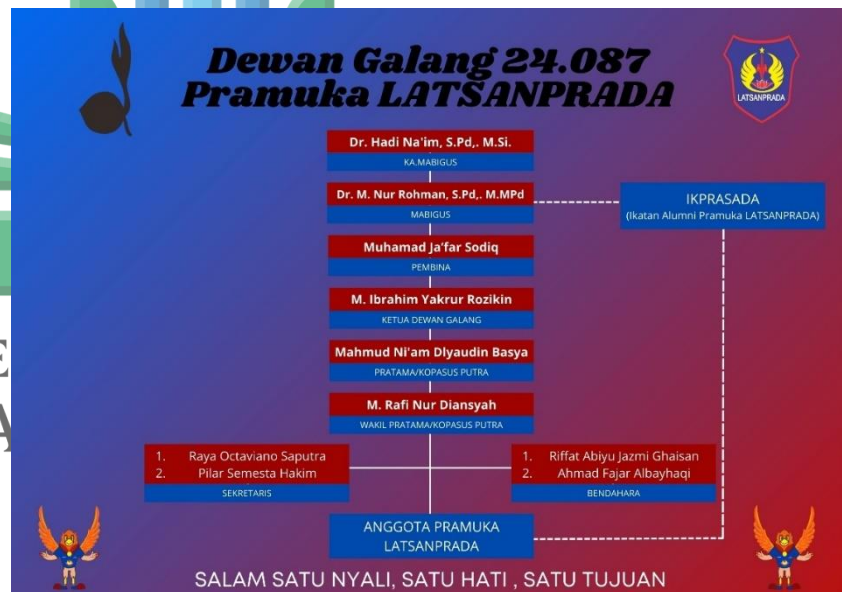 Dewan Galang 24.087
Pramuka LATSANPRADA
LATSANPRADA
Dr. Hadi Na'im, S.Pd,. M.Si.
KA.MABIGUS
Dr. M. Nur Rohman, S.Pd,. M.MPd
MABIGUS
IKPRASADA
(Ikatan Alumni Pramuka LATSANPRADA)
Muhamad Ja'far Sodiq
PEMBINA
M. Ibrahim Yakrur Rozikin
KETUA DEWAN GALANG
Mahmud Ni'am Dlyaudin Basya
PRATAMA/KOPASUS PUTRA
M. Rafi Nur Diansyah
WAKIL PRATAMA/KOPASUS PUTRA
1. Raya Octaviano Saputra
2. Pilar Semesta Hakim
SEKRETARIS
1. Riffat Abiyu Jazmi Ghaisan
2. Ahmad Fajar Albayhaqi
BENDAHARA
ANGGOTA PRAMUKA
LATSANPRADA
SALAM SATU NYALI, SATU HATI , SATU TUJUAN